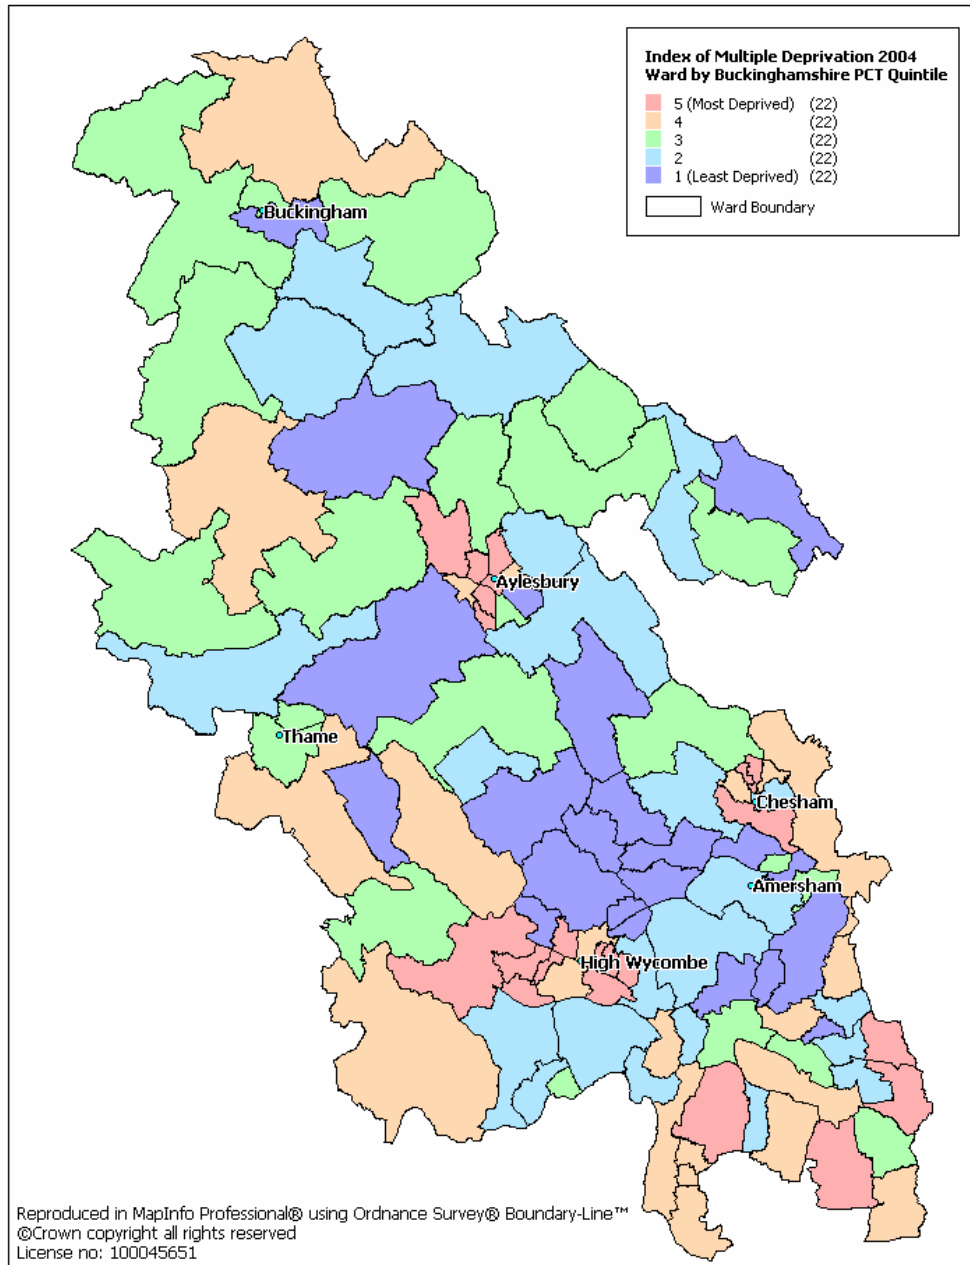 Index of Multiple Deprivation 2004
Ward by Buckinghamshire PCT Quintile
5 (Most Deprived) (22)
4 (22)
3 (22)
2 (22)
1 (Least Deprived) (22)
Ward Boundary
Buckingham
Aylesbury
Thame
Chesham
Amersham
High Wycombe
Reproduced in MapInfo Professional® using Ordnance Survey® Boundary-Line™
©Crown copyright all rights reserved
License no: 100045651